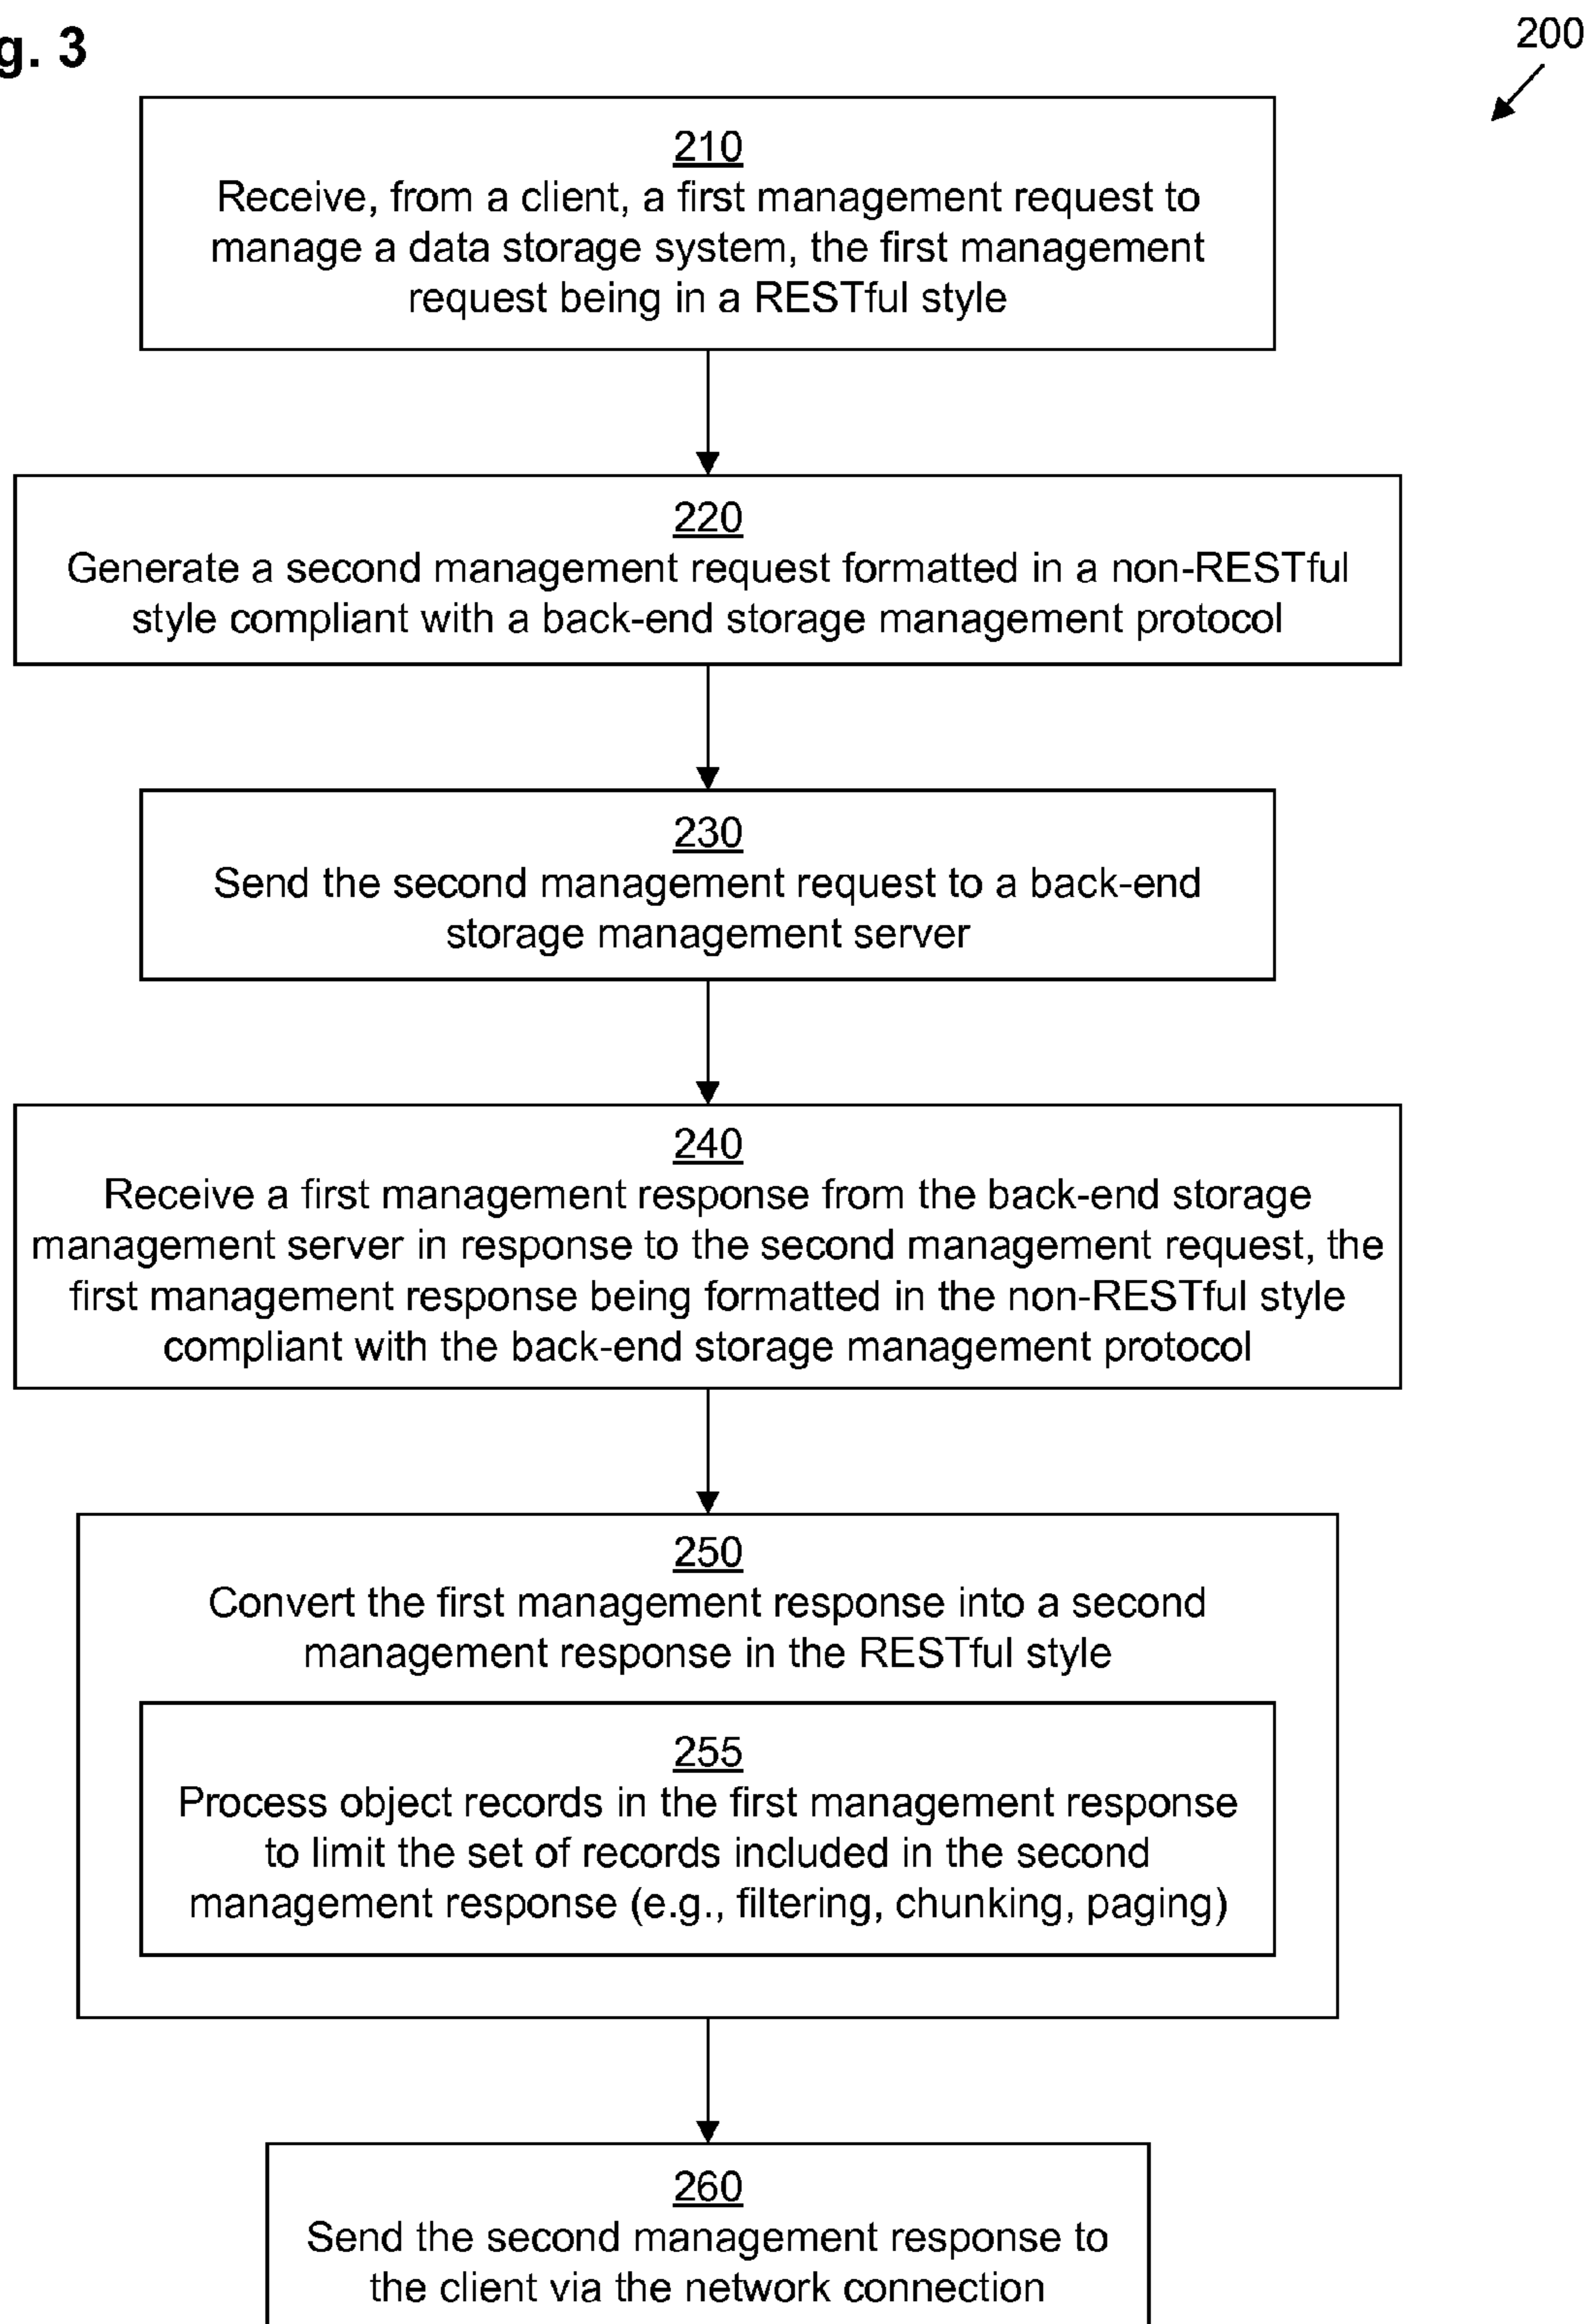 g. 3
200
210
Receive, from a client, a first management request to
manage a data storage system, the first management
request being in a RESTful style
220
Generate a second management request formatted in a non-RESTful
style compliant with a back-end storage management protocol
230
Send the second management request to a back-end
storage management server
240
Receive a first management response from the back-end storage
management server in response to the second management request, the
first management response being formatted in the non-RESTful style
compliant with the back-end storage management protocol
250
Convert the first management response into a second
management response in the RESTful style
255
Process object records in the first management response
to limit the set of records included in the second
management response (e.g., filtering, chunking, paging)
260
Send the second management response to
the client via the network connection